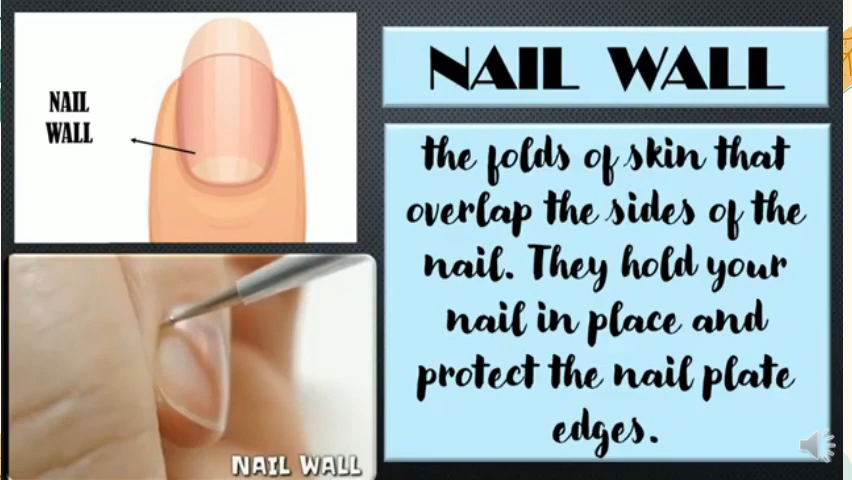 NAIL
WALL
NAIL WALL
the folds of skin that
overlap the sides of the
nail. They hold your
nail in place and
protect the nail plate
edges.
NAIL WALL